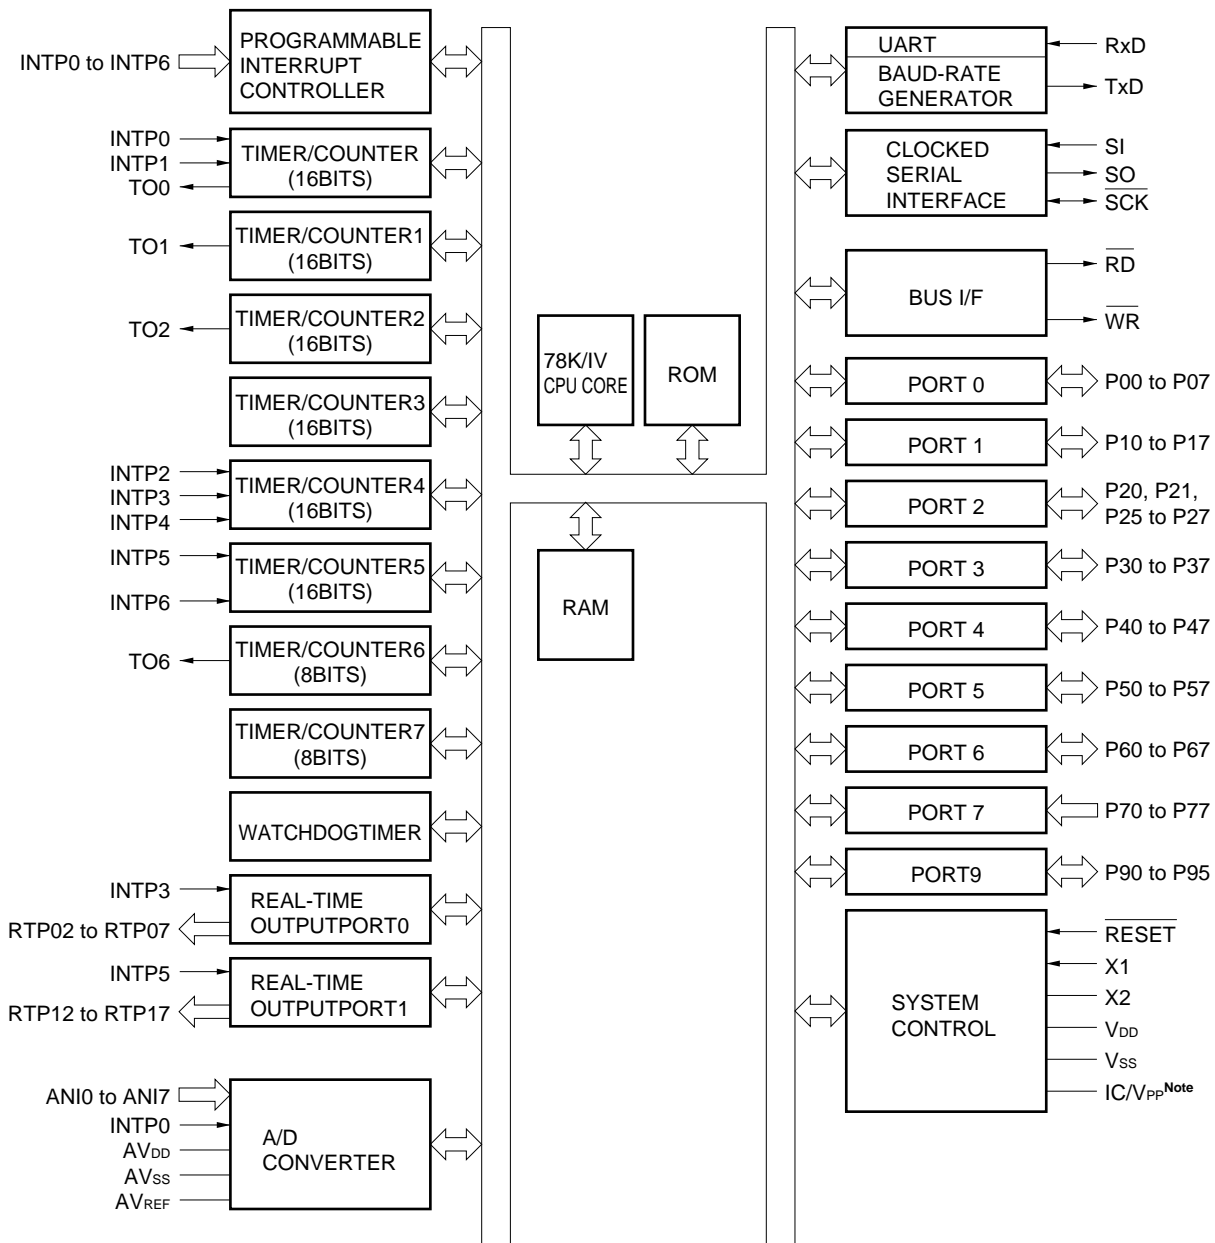 INTP0 to INTP6
PROGRAMMABLE
INTERRUPT
CONTROLLER
INTP0
INTP1
TO0
TIMER/COUNTER
(16BITS)
TO1
TIMER/COUNTER1
(16BITS)
TO2
TIMER/COUNTER2
(16BITS)
TIMER/COUNTER3
(16BITS)
INTP2
INTP3
INTP4
TIMER/COUNTER4
(16BITS)
INTP5
INTP6
TIMER/COUNTER5
(16BITS)
TO6
TIMER/COUNTER6
(8BITS)
TIMER/COUNTER7
(8BITS)
WATCHDOGTIMER
INTP3
RTP02 to RTP07
REAL-TIME
OUTPUTPORT0
INTP5
RTP12 to RTP17
REAL-TIME
OUTPUTPORT1
ANI0 to ANI7
INTP0
AVDD
AVSS
AVREF
A/D
CONVERTER
78K/IV
CPU CORE
ROM
RAM
UART
BAUD-RATE
GENERATOR
RxD
TxD
CLOCKED
SERIAL
INTERFACE
SI
SO
SCK
BUS I/F
RD
WR
PORT 0
P00 to P07
PORT 1
P10 to P17
PORT 2
P20, P21,
P25 to P27
PORT 3
P30 to P37
PORT 4
P40 to P47
PORT 5
P50 to P57
PORT 6
P60 to P67
PORT 7
P70 to P77
PORT9
P90 to P95
SYSTEM
CONTROL
RESET
X1
X2
VDD
VSS
IC/VPPNote